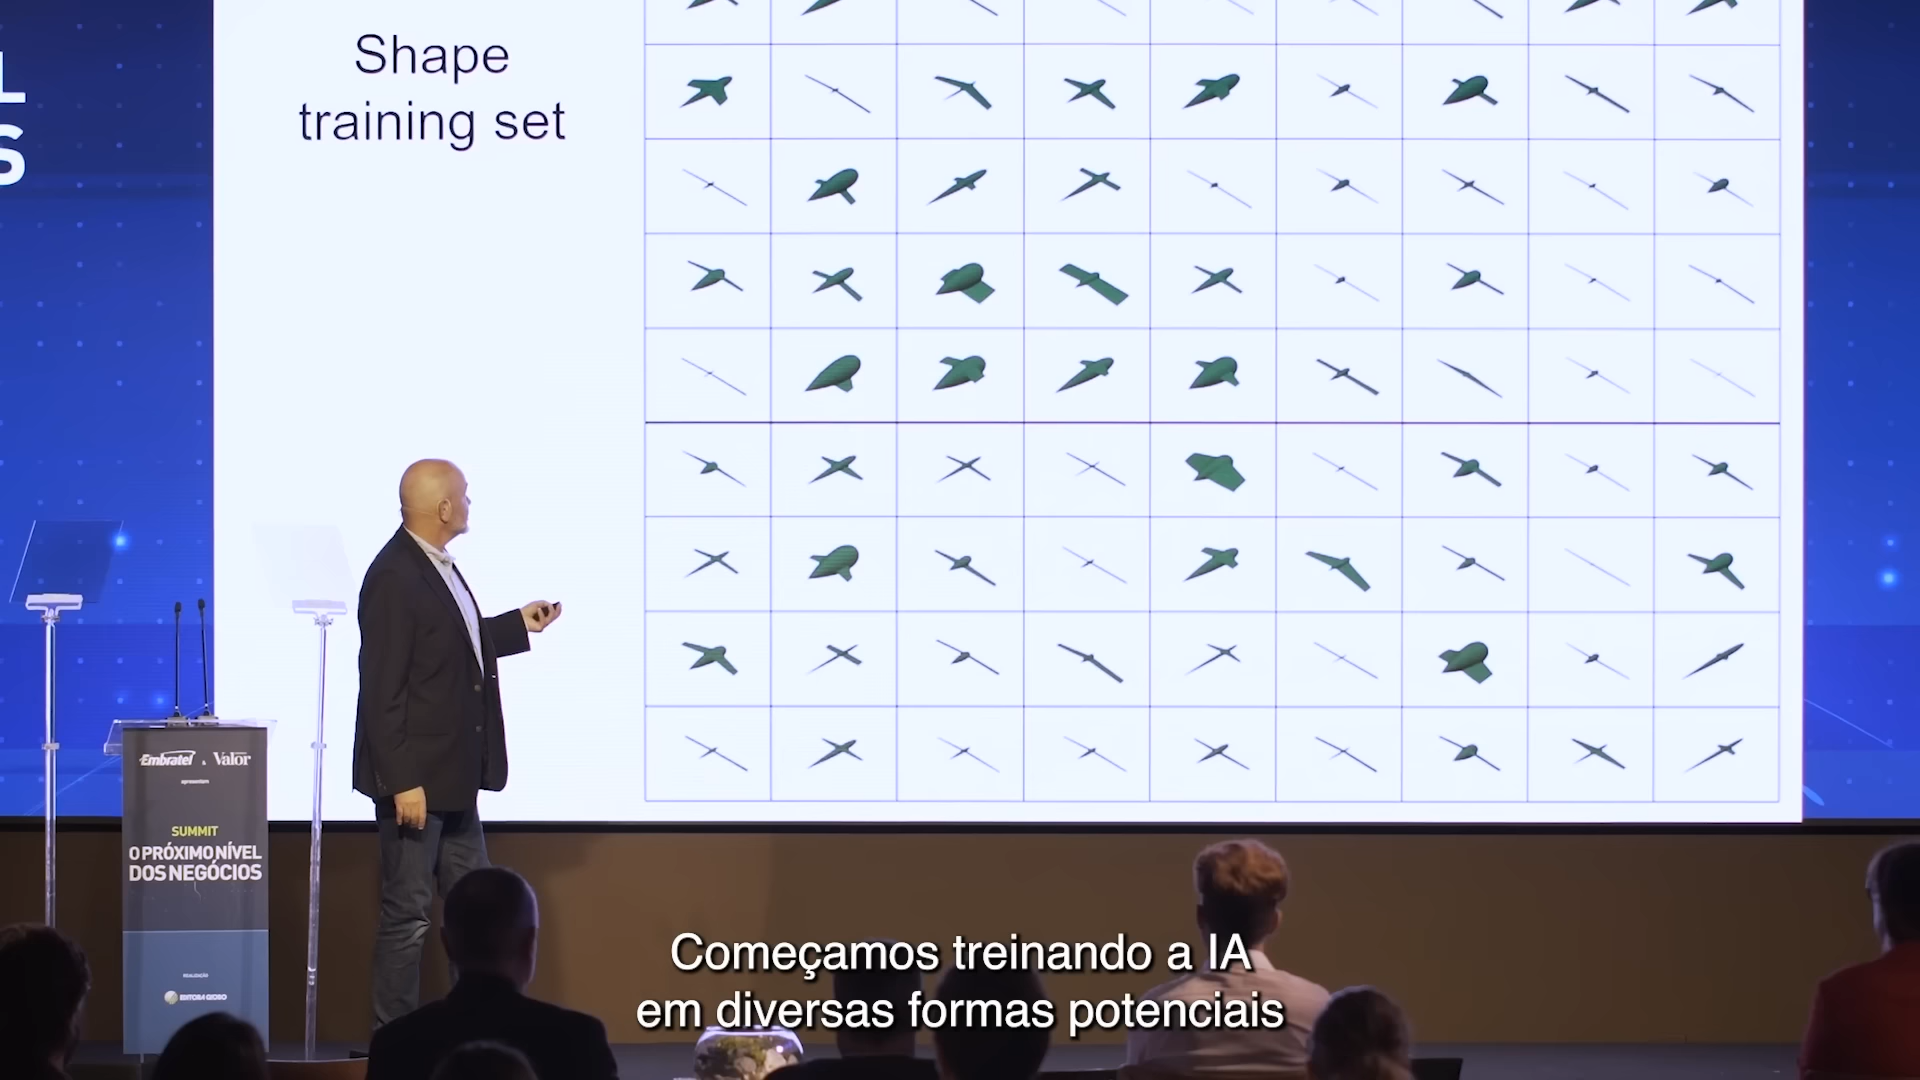 L
S
Shape
training set
Embratel & Valor
apresentam
SUMMIT
O PRÓXIMO NÍVEL
DOS NEGÓCIOS
REALIZAÇÃO
EDITORA GLOBO
Começamos treinando a IA
em diversas formas potenciais